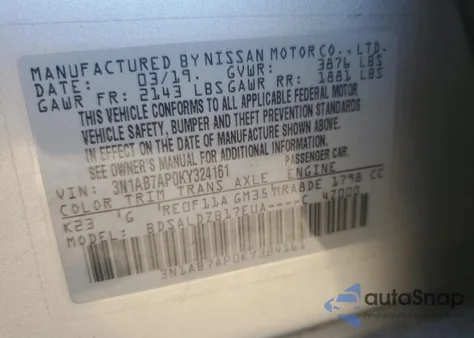 MANUFACTURED BY NISSAN MOTOR CO., LTD.
DATE: 03/19. GVWR: 3876 LBS
GAWR FR: 2143 LBS GAWR RR: 1881 LBS
THIS VEHICLE CONFORMS TO ALL APPLICABLE FEDERAL MOTOR
VEHICLE SAFETY, BUMPER AND THEFT PREVENTION STANDARDS
IN EFFECT ON THE DATE OF MANUFACTURE SHOWN ABOVE.
SEE OWNER'S MANUAL FOR ADDITIONAL INFORMATION.
VIN: 3N1AB7AP0KY324161 PASSENGER CAR.
COLOR TRIM TRANS AXLE ENGINE
K23 G RE0F11A GM35 MRA8DE 1798 CC
BDSALDZB17EUA----C 47000
3N1AB7AP0KY324161
autoSnap